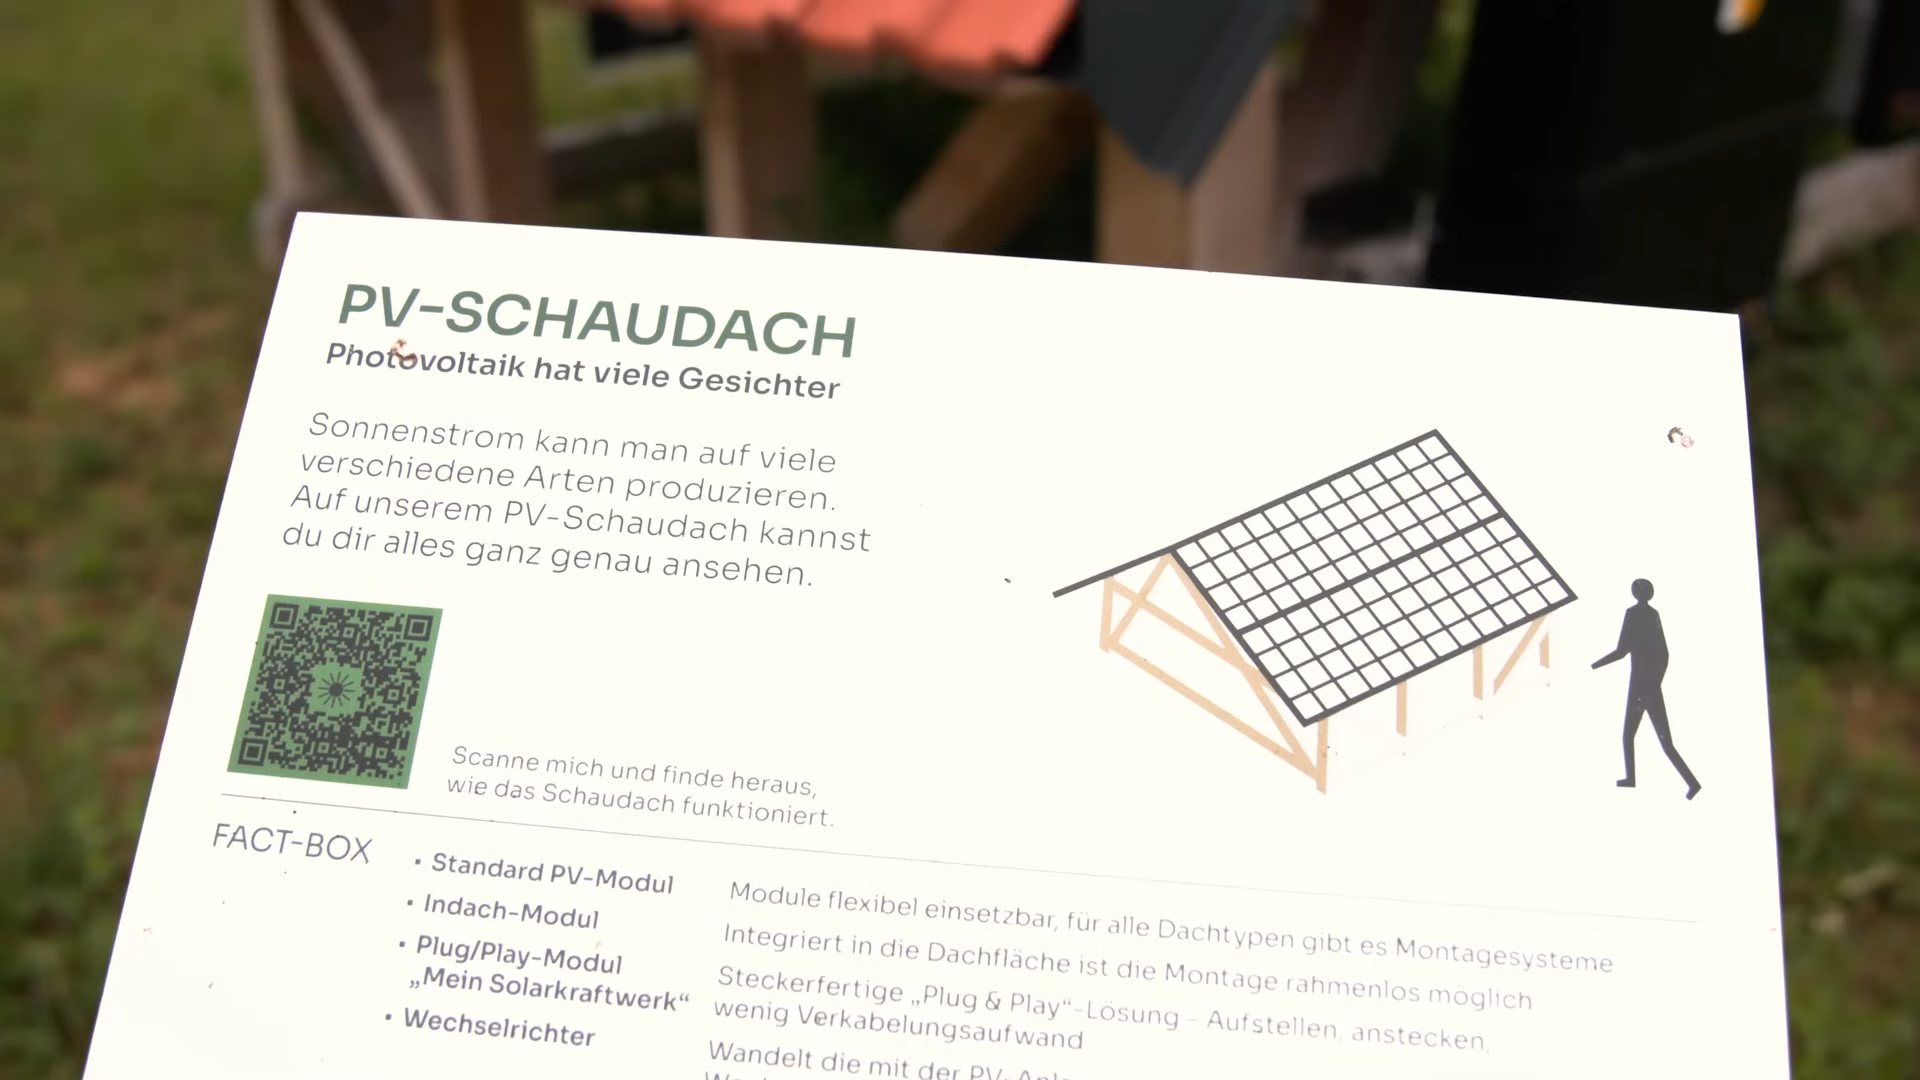 PV-SCHAUDACH
Photovoltaik hat viele Gesichter
Sonnenstrom kann man auf viele
verschiedene Arten produzieren.
Auf unserem PV-Schaudach kannst
du dir alles ganz genau ansehen.
Scanne mich und finde heraus,
wie das Schaudach funktioniert.
FACT-BOX
· Standard PV-Modul
Module flexibel einsetzbar, für alle Dachtypen gibt es Montagesysteme
· Indach-Modul
Integriert in die Dachfläche ist die Montage rahmenlos möglich
· Plug/Play-Modul
„Mein Solarkraftwerk“
Steckerfertige „Plug & Play“-Lösung – Aufstellen, anstecken,
wenig Verkabelungsaufwand
· Wechselrichter
Wandelt die mit der